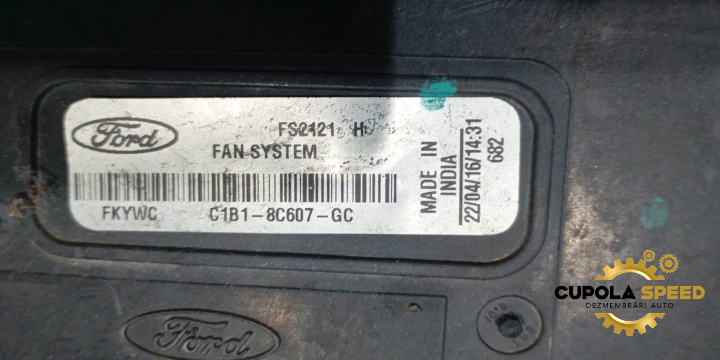 Ford
FS2121 H
FAN SYSTEM
FKYWC C1B1-8C607-GC
MADE IN
INDIA
22/04/16/14:31
682
Ford
CUPOLA SPEED
DEZMEMBRĂRI AUTO